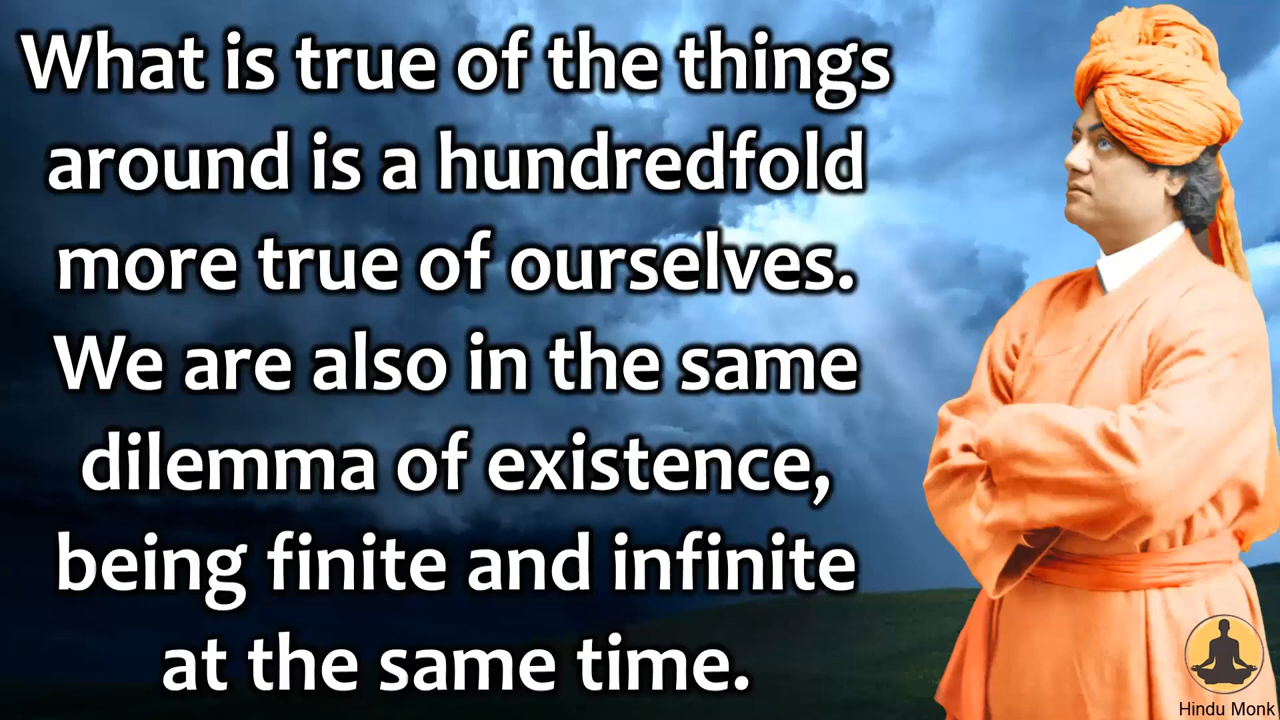 What is true of the things
around is a hundredfold
more true of ourselves.
We are also in the same
dilemma of existence,
being finite and infinite
at the same time.
Hindu Monk